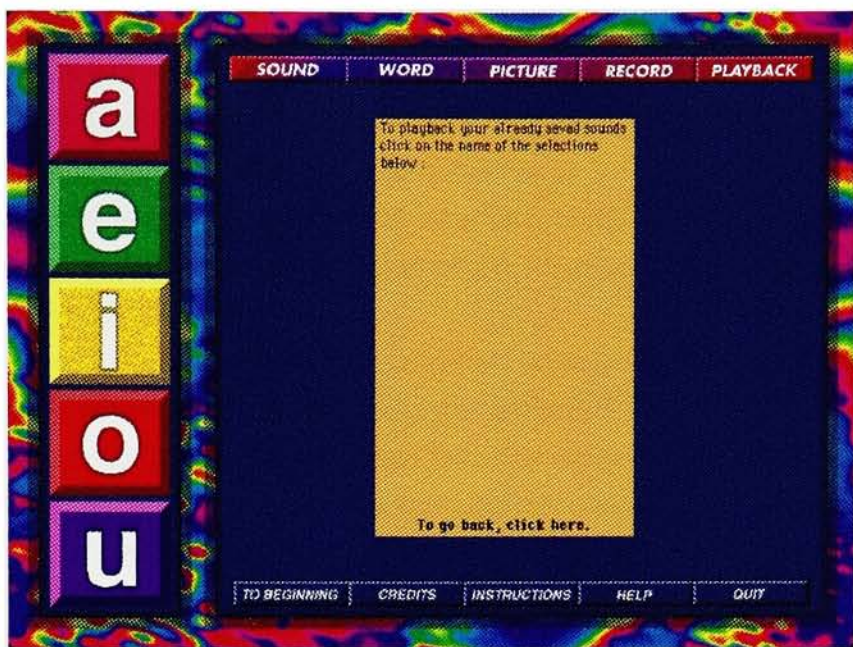 a
e
i
o
u
SOUND WORD PICTURE RECORD PLAYBACK
To playback your already saved sounds
click on the name of the selections
below :
To go back, click here.
TO BEGINNING CREDITS INSTRUCTIONS HELP QUIT